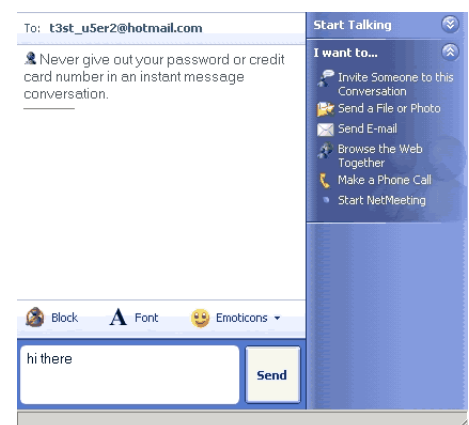 To: t3st_u5er2@hotmail.com
Never give out your password or credit
card number in an instant message
conversation.
Block Font Emoticons
hi there
Send
Start Talking
I want to...
Invite Someone to this
Conversation
Send a File or Photo
Send E-mail
Browse the Web
Together
Make a Phone Call
Start NetMeeting